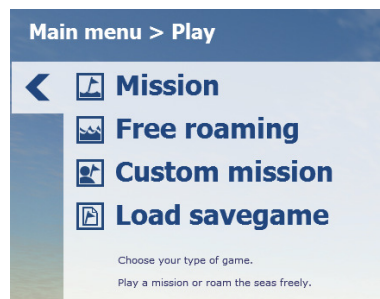 Main menu > Play
Mission
Free roaming
Custom mission
Load savegame
Choose your type of game.
Play a mission or roam the seas freely.